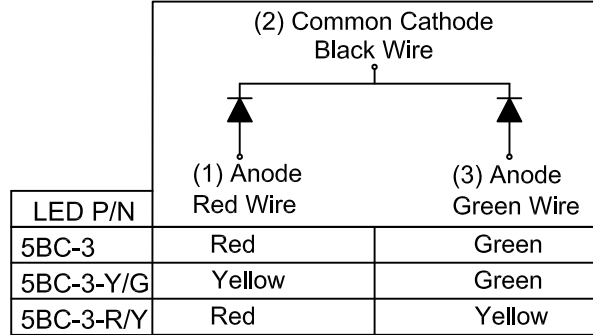 (2) Common Cathode
Black Wire
(1) Anode
Red Wire
(3) Anode
Green Wire
LED P/N
5BC-3 Red Green
5BC-3-Y/G Yellow Green
5BC-3-R/Y Red Yellow